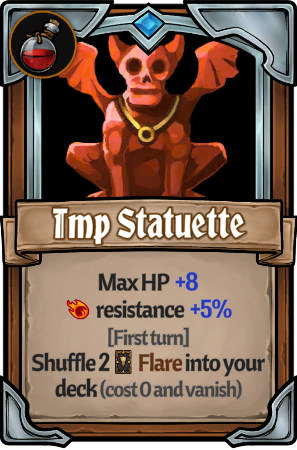 Imp Statuette
Max HP +8
resistance +5%
[First turn]
Shuffle 2 Flare into your
deck (cost 0 and vanish)